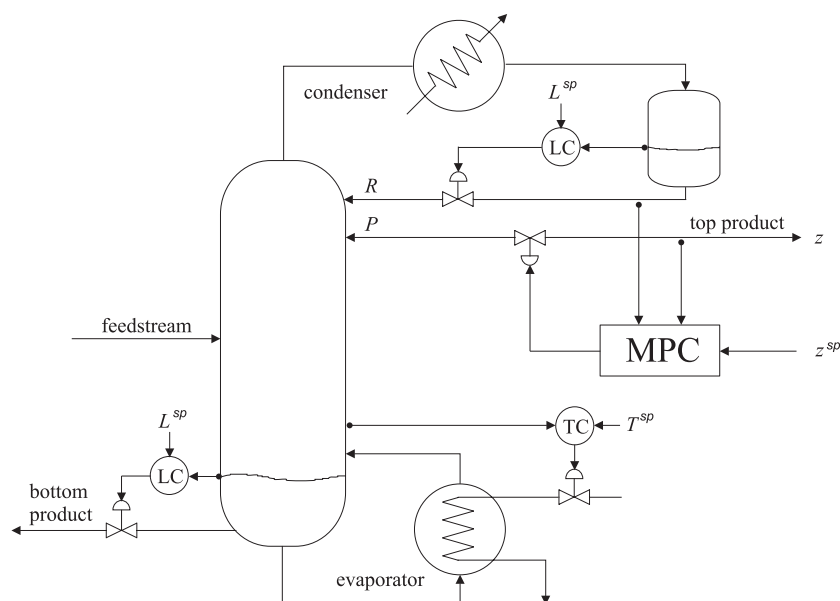 condenser
L^sp
LC
R
P
top product
z
feedstream
MPC
z^sp
L^sp
TC
T^sp
LC
bottom
product
evaporator